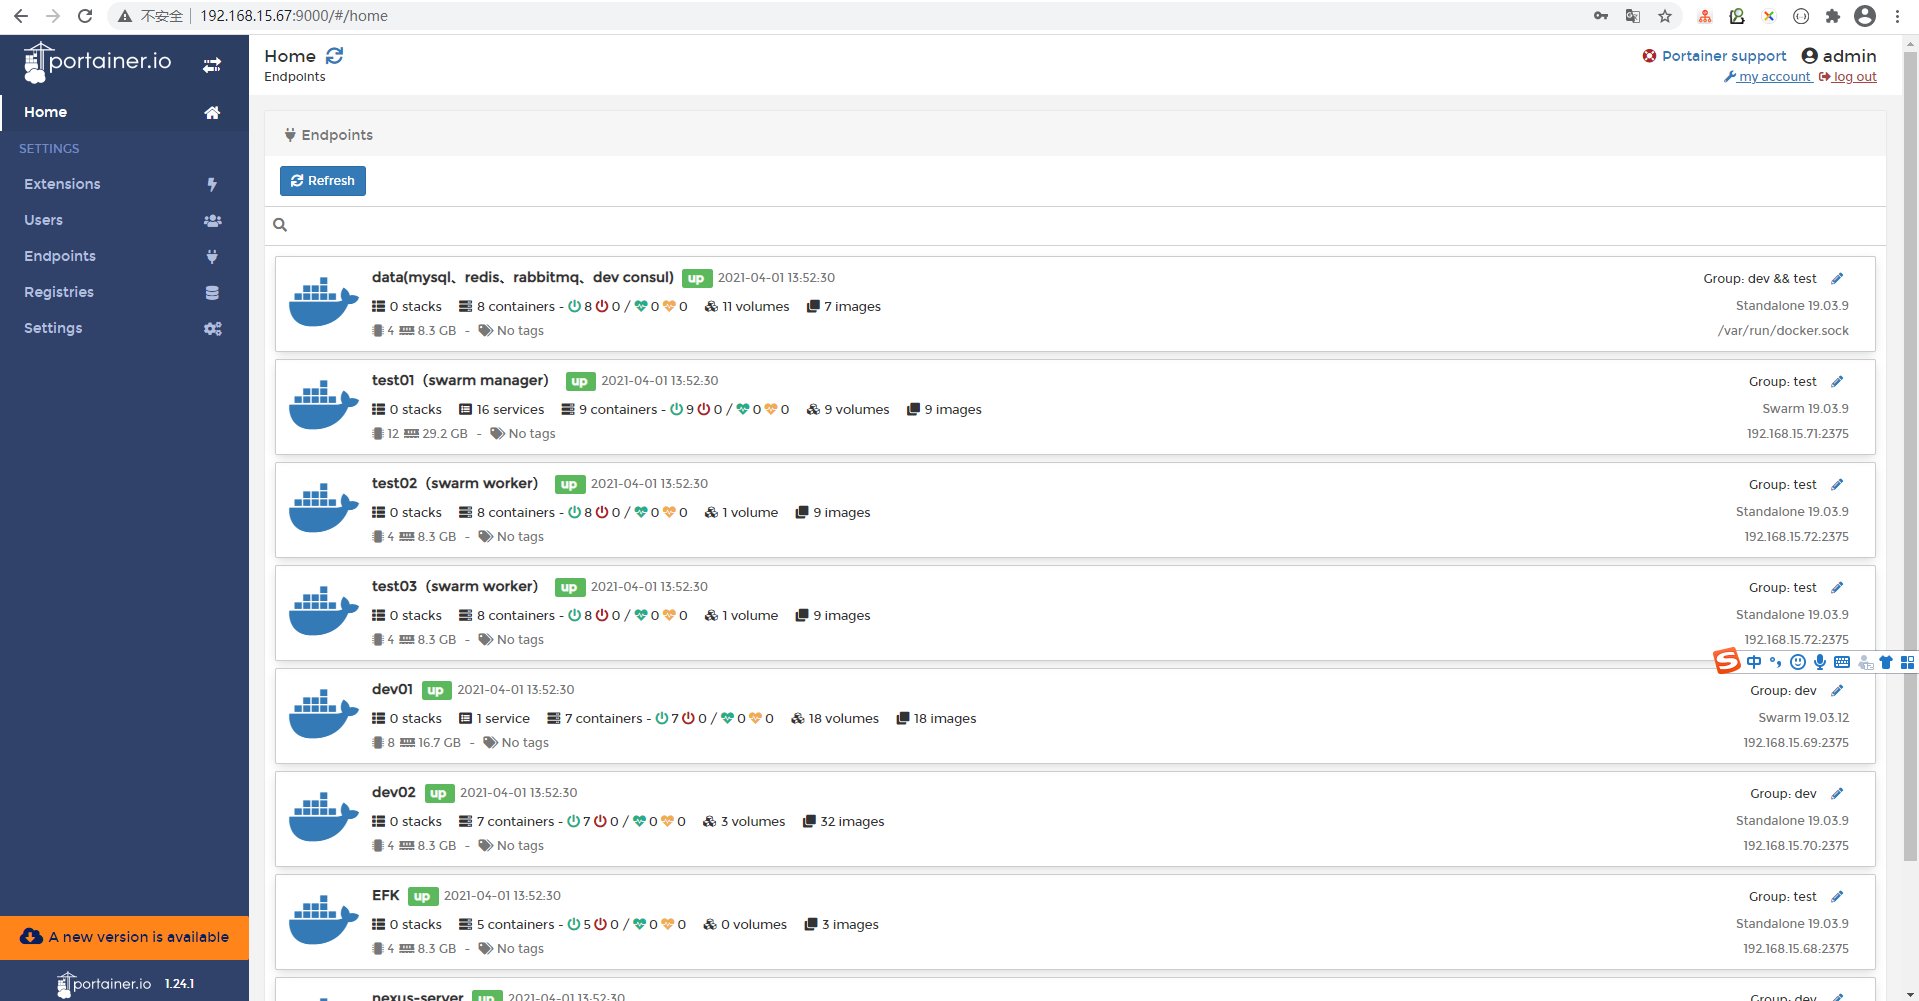 不安全 192.168.15.67:9000/#/home
portainer.io
Home
SETTINGS
Extensions
Users
Endpoints
Registries
Settings
A new version is available
portainer.io 1.24.1
Home
Endpoints
Portainer support admin
my account log out
Endpoints
Refresh
data(mysql、redis、rabbitmq、dev consul) up 2021-04-01 13:52:30
Group: dev && test
0 stacks 8 containers - 8 0 / 0 0 11 volumes 7 images
Standalone 19.03.9
4 8.3 GB - No tags
/var/run/docker.sock
test01（swarm manager） up 2021-04-01 13:52:30
Group: test
0 stacks 16 services 9 containers - 9 0 / 0 0 9 volumes 9 images
Swarm 19.03.9
12 29.2 GB - No tags
192.168.15.71:2375
test02（swarm worker） up 2021-04-01 13:52:30
Group: test
0 stacks 8 containers - 8 0 / 0 0 1 volume 9 images
Standalone 19.03.9
4 8.3 GB - No tags
192.168.15.72:2375
test03（swarm worker） up 2021-04-01 13:52:30
Group: test
0 stacks 8 containers - 8 0 / 0 0 1 volume 9 images
Standalone 19.03.9
4 8.3 GB - No tags
192.168.15.72:2375
S 中
dev01 up 2021-04-01 13:52:30
Group: dev
0 stacks 1 service 7 containers - 7 0 / 0 0 18 volumes 18 images
Swarm 19.03.12
8 16.7 GB - No tags
192.168.15.69:2375
dev02 up 2021-04-01 13:52:30
Group: dev
0 stacks 7 containers - 7 0 / 0 0 3 volumes 32 images
Standalone 19.03.9
4 8.3 GB - No tags
192.168.15.70:2375
EFK up 2021-04-01 13:52:30
Group: test
0 stacks 5 containers - 5 0 / 0 0 0 volumes 3 images
Standalone 19.03.9
4 8.3 GB - No tags
192.168.15.68:2375
nexus-server up 2021-04-01 13:52:30
Group: dev